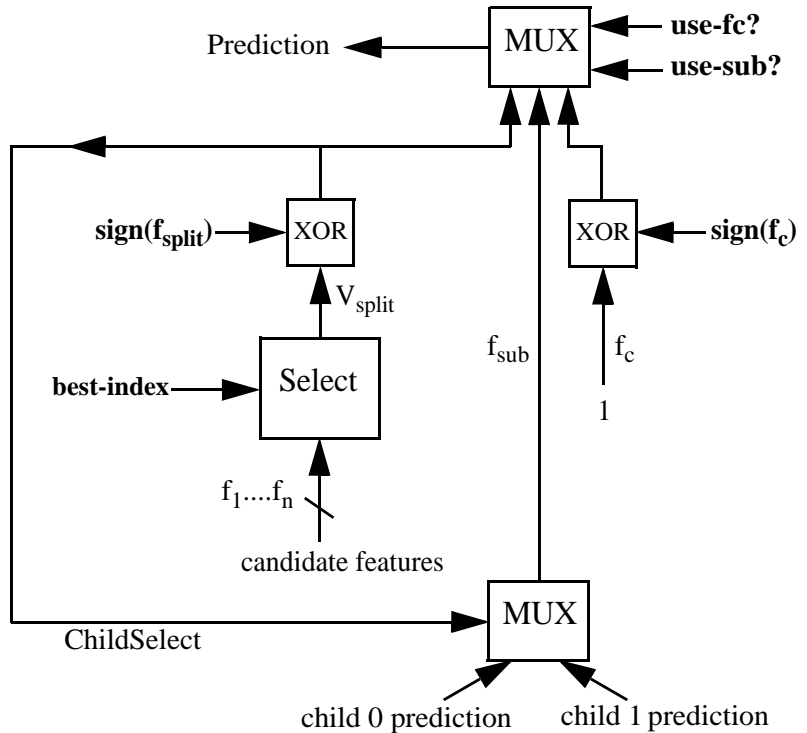 Prediction
MUX
use-fc?
use-sub?
sign(fsplit)
XOR
XOR
sign(fc)
Vsplit
fsub
fc
best-index
Select
1
f1....fn
candidate features
MUX
ChildSelect
child 0 prediction
child 1 prediction